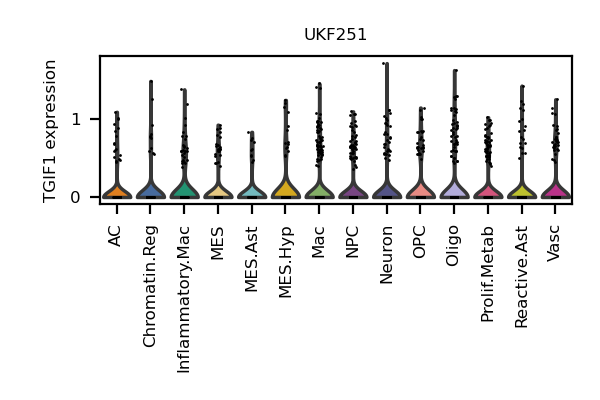 UKF251
TGIF1 expression
1
0
AC
Chromatin.Reg
Inflammatory.Mac
MES
MES.Ast
MES.Hyp
Mac
NPC
Neuron
OPC
Oligo
Prolif.Metab
Reactive.Ast
Vasc